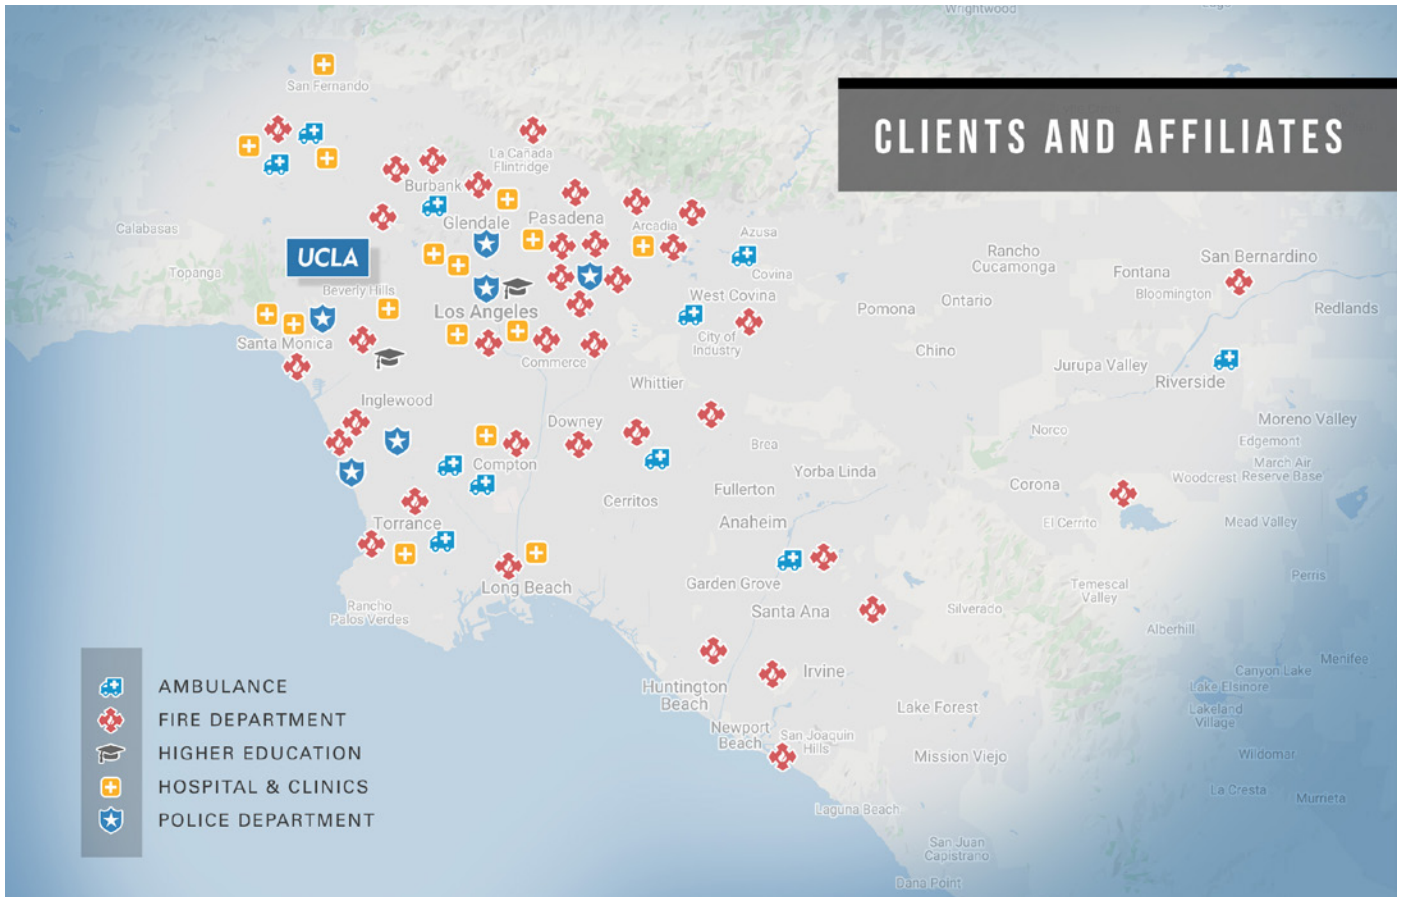 Wrightwood
San Fernando
CLIENTS AND AFFILIATES
La Cañada
Flintridge
Burbank
Calabasas
Glendale
Pasadena
Arcadia
Azusa
UCLA
Topanga
Covina
Rancho
Cucamonga
San Bernardino
Fontana
Beverly Hills
West Covina
Bloomington
Los Angeles
Pomona
Ontario
Redlands
Santa Monica
City of
Industry
Commerce
Chino
Jurupa Valley
Whittier
Riverside
Inglewood
Downey
Moreno Valley
Norco
Brea
Edgemont
Compton
Yorba Linda
March Air
Reserve Base
Woodcrest
Corona
Fullerton
Cerritos
Torrance
Anaheim
El Cerrito
Mead Valley
Long Beach
Garden Grove
Perris
Temescal
Valley
Rancho
Palos Verdes
Santa Ana
Silverado
Alberhill
Menifee
Irvine
Canyon Lake
Huntington
Beach
Lake Elsinore
Lake Forest
Lakeland
Village
Newport
Beach
San Joaquin
Hills
Mission Viejo
Wildomar
La Cresta
Murrieta
Laguna Beach
San Juan
Capistrano
Dana Point
AMBULANCE
FIRE DEPARTMENT
HIGHER EDUCATION
HOSPITAL & CLINICS
POLICE DEPARTMENT